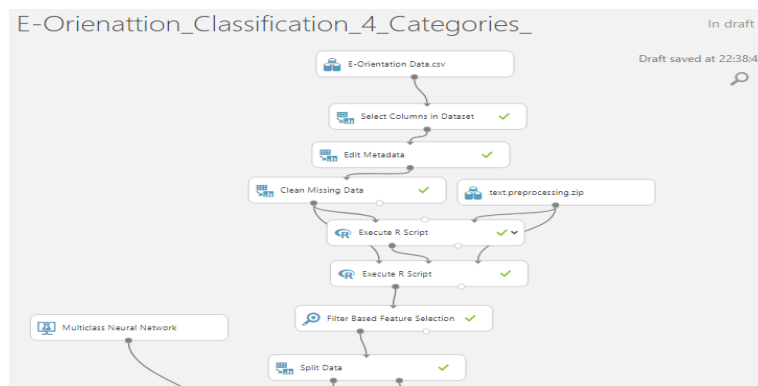 E-Orienattion_Classification_4_Categories_
In draft
Draft saved at 22:38:4
E-Orientation Data.csv
Select Columns in Dataset
Edit Metadata
Clean Missing Data
text.preprocessing.zip
Execute R Script
Execute R Script
Filter Based Feature Selection
Multiclass Neural Network
Split Data